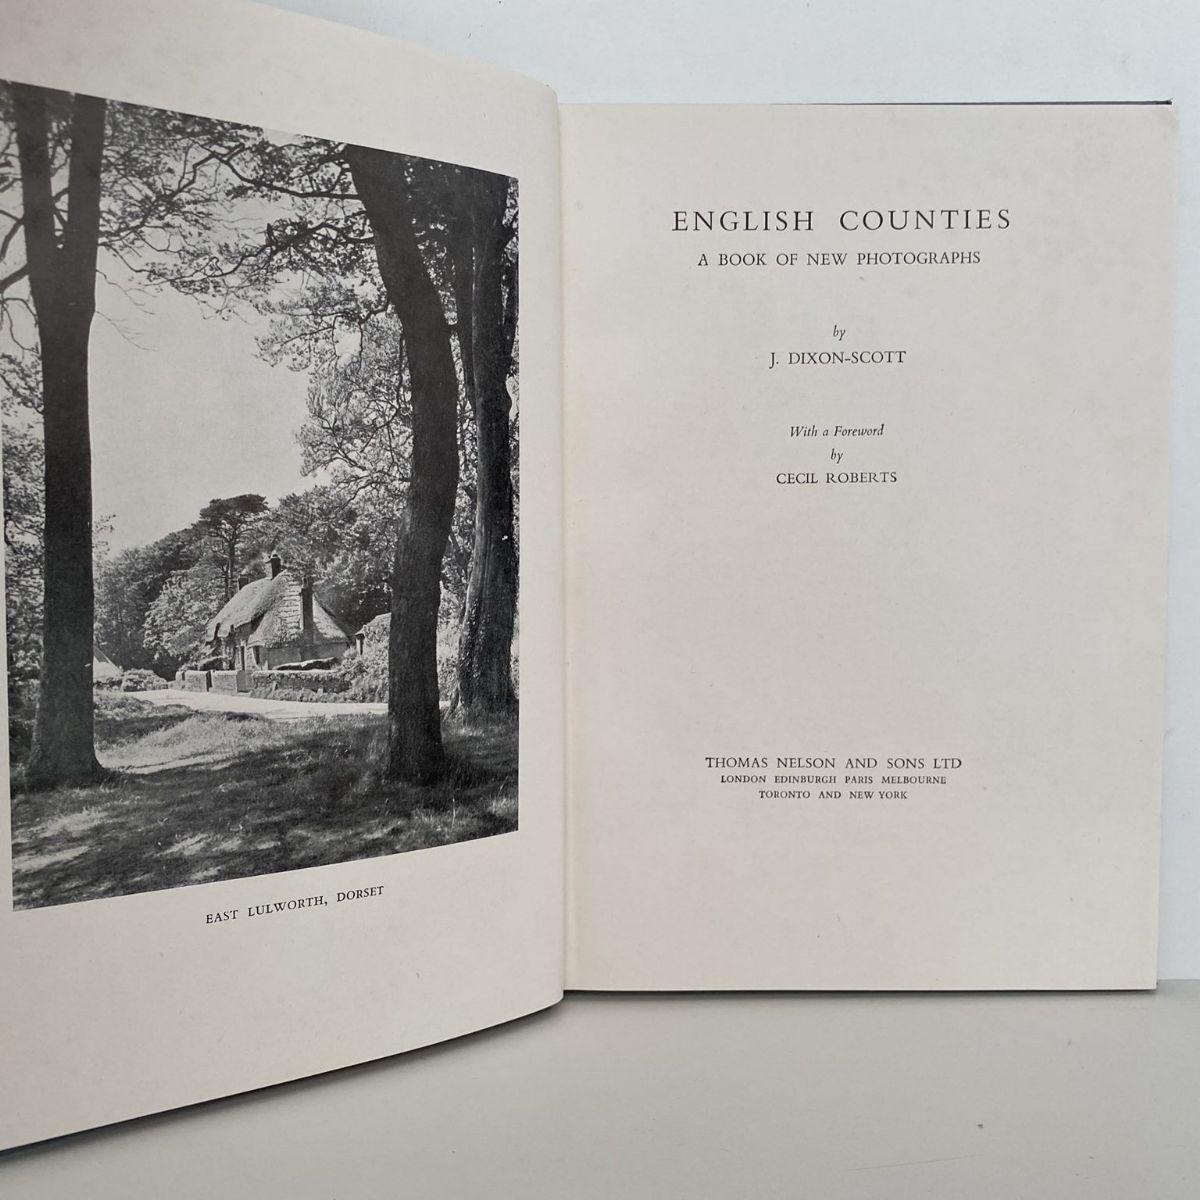 EAST LULWORTH, DORSET
ENGLISH COUNTIES
A BOOK OF NEW PHOTOGRAPHS
by
J. DIXON-SCOTT
With a Foreword
by
CECIL ROBERTS
THOMAS NELSON AND SONS LTD
LONDON EDINBURGH PARIS MELBOURNE
TORONTO AND NEW YORK